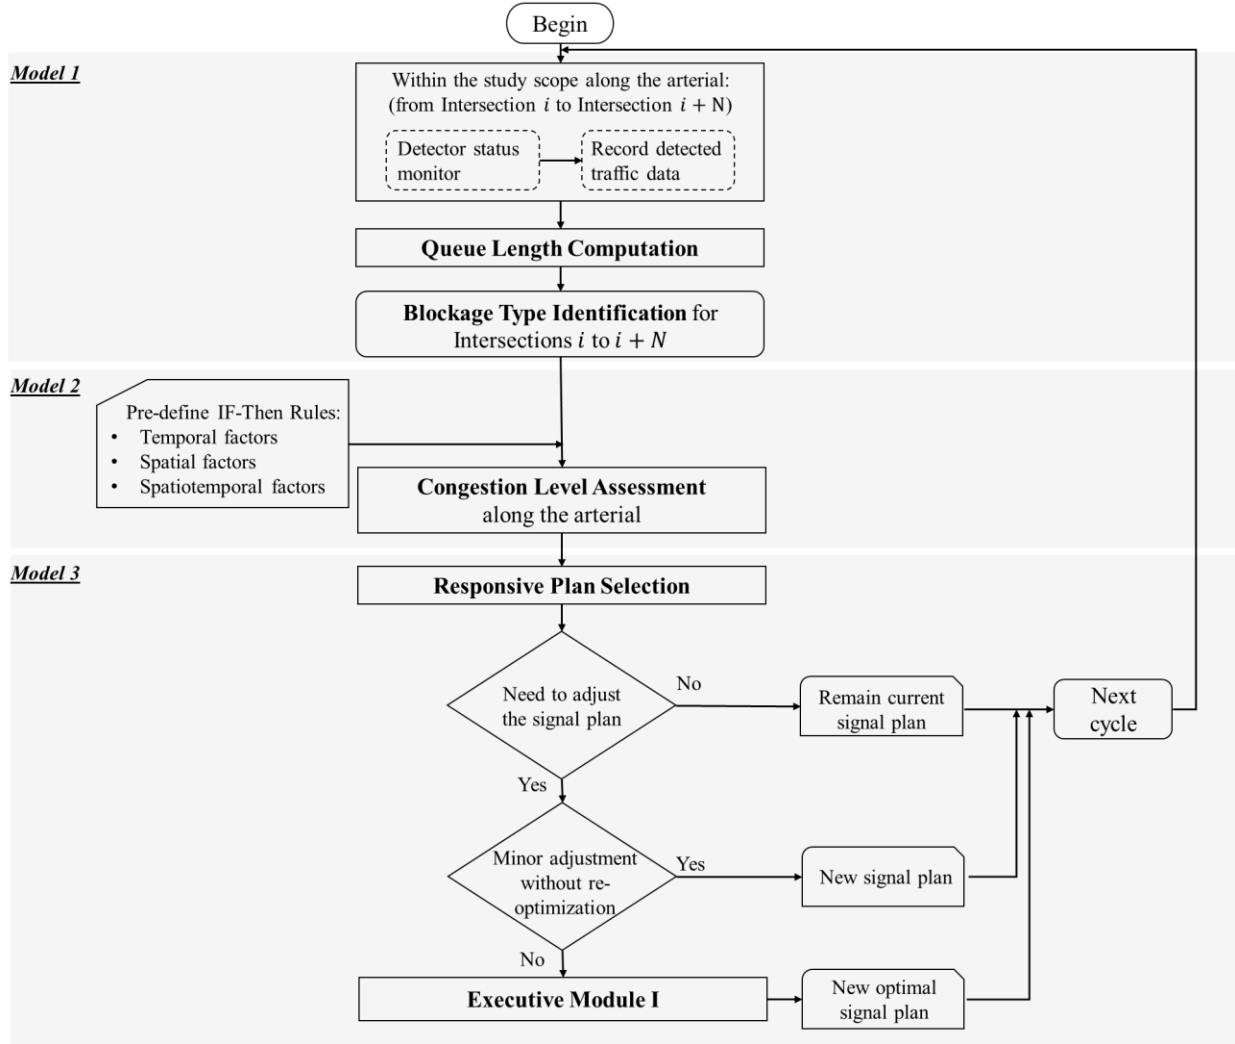 Begin
Model 1
Within the study scope along the arterial:
(from Intersection i to Intersection i + N)
Detector status
monitor
Record detected
traffic data
Queue Length Computation
Blockage Type Identification for
Intersections i to i + N
Model 2
Pre-define IF-Then Rules:
• Temporal factors
• Spatial factors
• Spatiotemporal factors
Congestion Level Assessment
along the arterial
Model 3
Responsive Plan Selection
Need to adjust
the signal plan
No
Remain current
signal plan
Next
cycle
Yes
Minor adjustment
without re-
optimization
Yes
New signal plan
No
Executive Module I
New optimal
signal plan